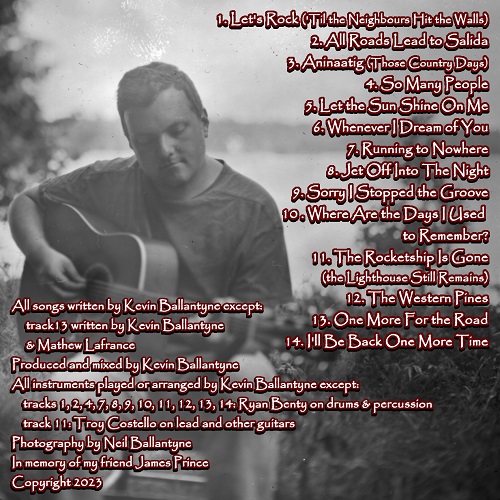 1. Let's Rock ('Til the Neighbours Hit the Walls)
2. All Roads Lead to Salida
3. Aninaatig (Those Country Days)
4. So Many People
5. Let the Sun Shine On Me
6. Whenever I Dream of You
7. Running to Nowhere
8. Jet Off Into The Night
9. Sorry I Stopped the Groove
10. Where Are the Days I Used
to Remember?
11. The Rocketship Is Gone
(the Lighthouse Still Remains)
12. The Western Pines
13. One More For the Road
14. I'll Be Back One More Time
All songs written by Kevin Ballantyne except:
track13 written by Kevin Ballantyne
& Mathew Lafrance
Produced and mixed by Kevin Ballantyne
All instruments played or arranged by Kevin Ballantyne except:
tracks 1, 2, 4, 7, 8, 9, 10, 11, 12, 13, 14: Ryan Benty on drums & percussion
track 11: Troy Costello on lead and other guitars
Photography by Neil Ballantyne
In memory of my friend James Prince
Copyright 2023